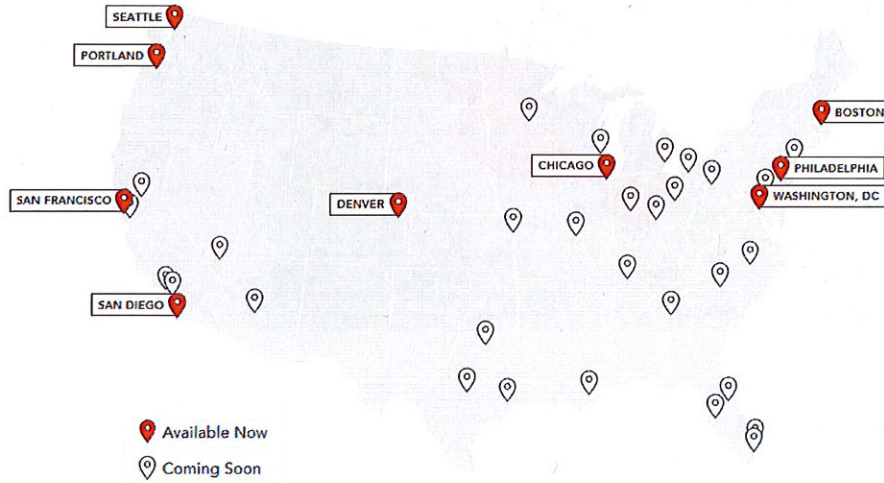 SEATTLE
PORTLAND
BOSTON
CHICAGO
PHILADELPHIA
SAN FRANCISCO
DENVER
WASHINGTON, DC
SAN DIEGO
Available Now
Coming Soon